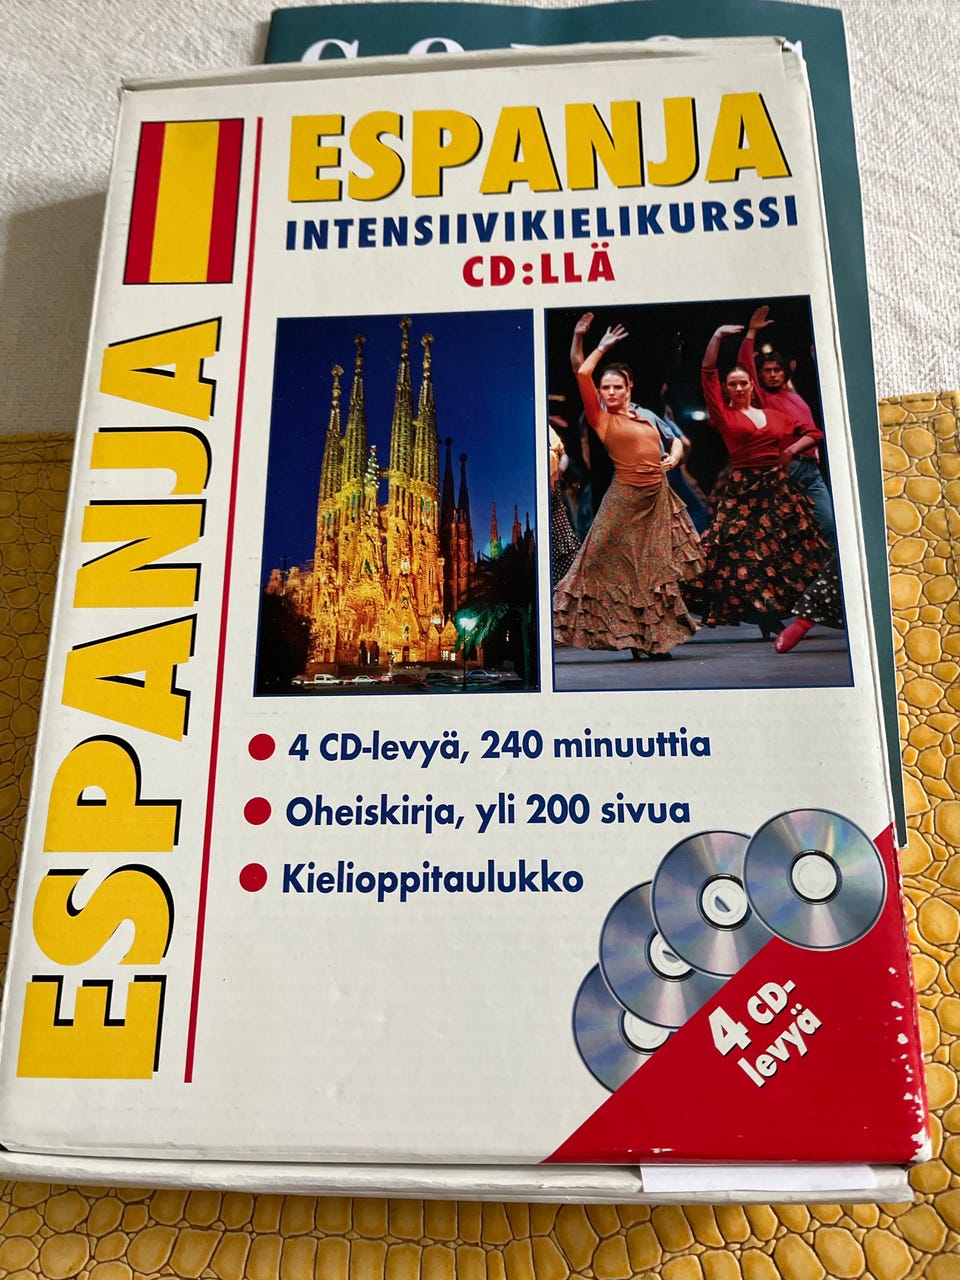 ESPANJA
ESPANJA
INTENSIIVIKIELIKURSSI
CD:LLÄ
4 CD-levyä, 240 minuuttia
Oheiskirja, yli 200 sivua
Kielioppitaulukko
4 CD-
levyä